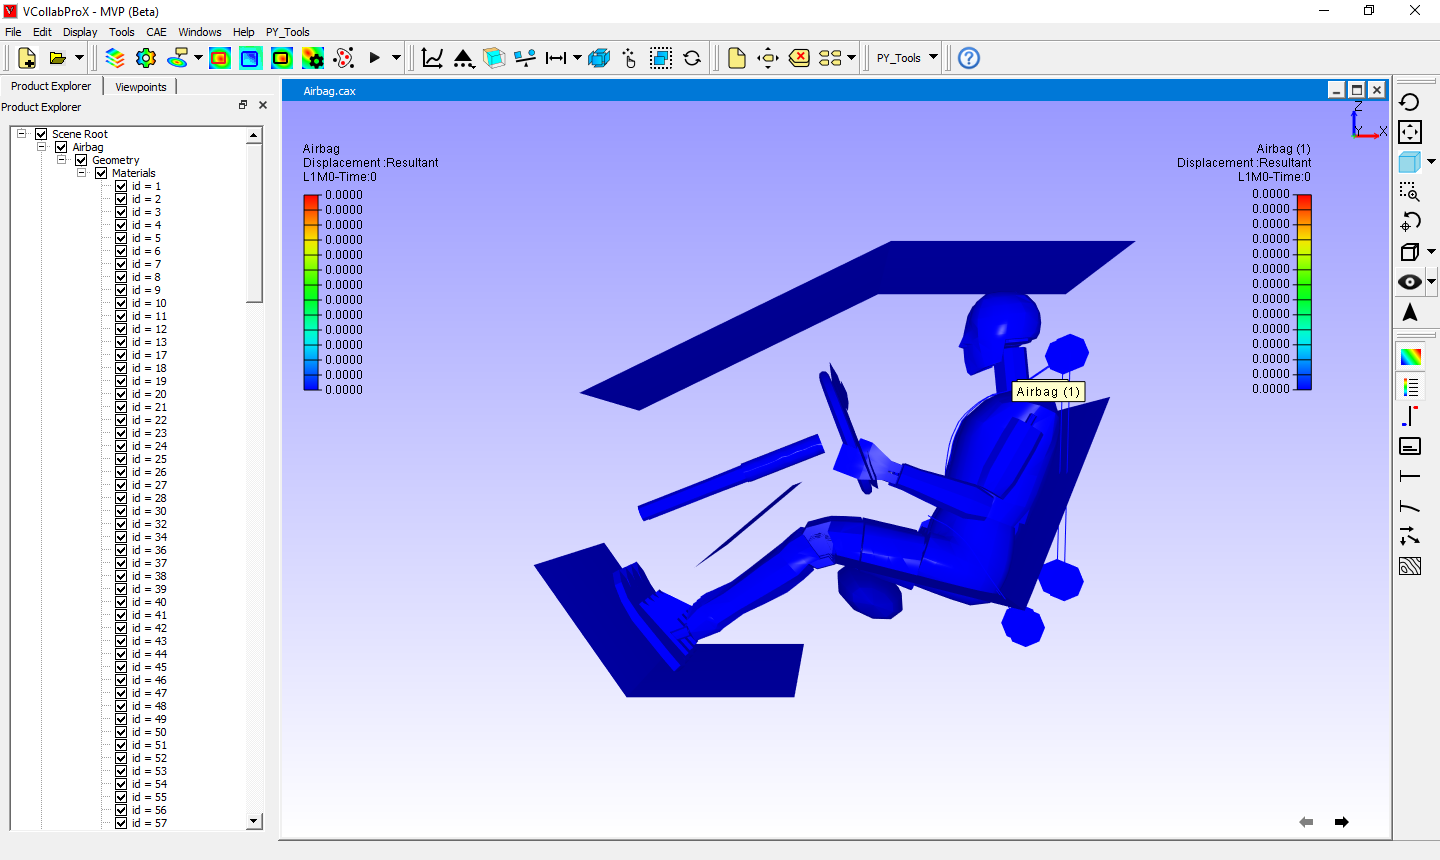 VCollabProX - MVP (Beta)
File Edit Display Tools CAE Windows Help PY_Tools
PY_Tools
Product Explorer Viewpoints
Product Explorer
Scene Root
Airbag
Geometry
Materials
id = 1
id = 2
id = 3
id = 4
id = 5
id = 6
id = 7
id = 8
id = 9
id = 10
id = 11
id = 12
id = 13
id = 17
id = 18
id = 19
id = 20
id = 21
id = 22
id = 23
id = 24
id = 25
id = 26
id = 27
id = 28
id = 30
id = 32
id = 34
id = 36
id = 37
id = 38
id = 39
id = 40
id = 41
id = 42
id = 43
id = 44
id = 45
id = 46
id = 47
id = 48
id = 49
id = 50
id = 51
id = 52
id = 53
id = 54
id = 55
id = 56
id = 57
Airbag.cax
Z
Y X
Airbag
Displacement :Resultant
L1M0-Time:0
0.0000
0.0000
0.0000
0.0000
0.0000
0.0000
0.0000
0.0000
0.0000
0.0000
0.0000
0.0000
0.0000
0.0000
Airbag (1)
Displacement :Resultant
L1M0-Time:0
0.0000
0.0000
0.0000
0.0000
0.0000
0.0000
0.0000
0.0000
0.0000
0.0000
0.0000
0.0000
0.0000
0.0000
Airbag (1)